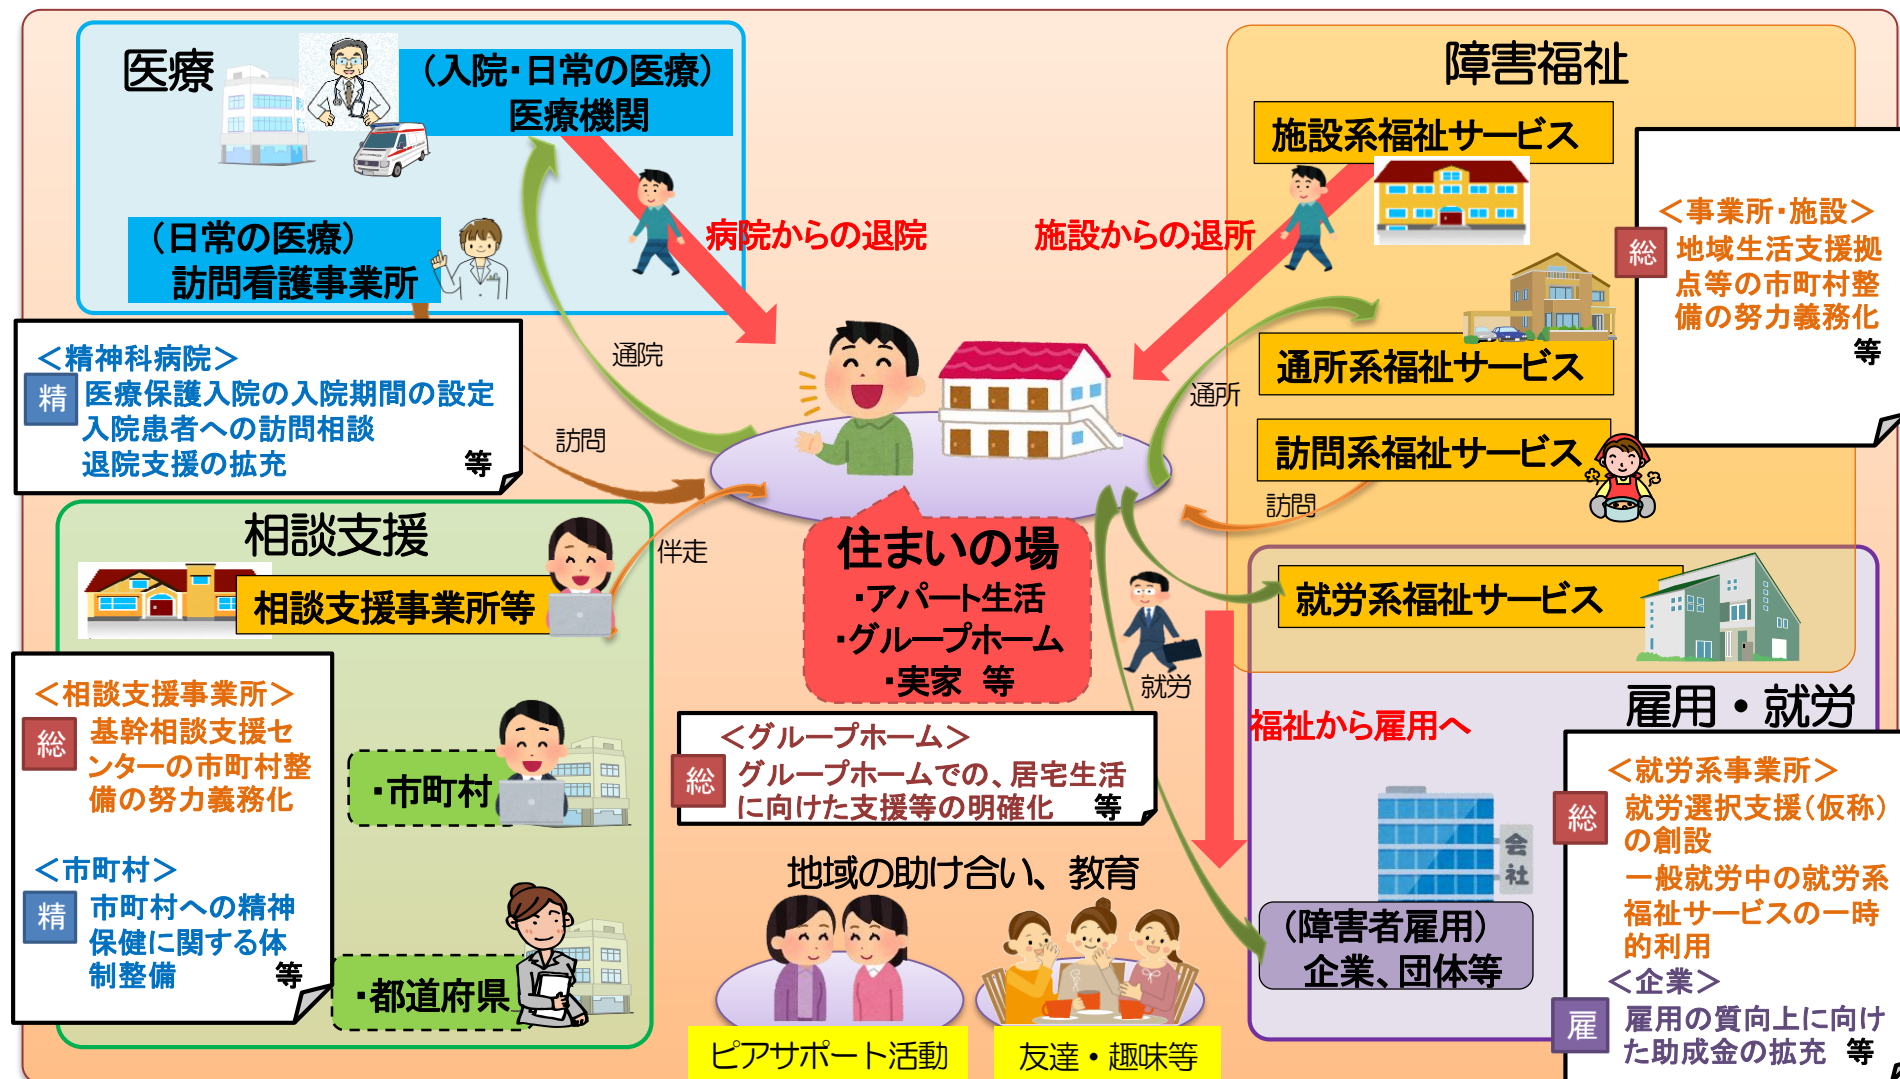 医療
（入院・日常の医療）
医療機関
（日常の医療）
訪問看護事業所
＜精神科病院＞
精
医療保護入院の入院期間の設定
入院患者への訪問相談
退院支援の拡充
等
病院からの退院
施設からの退所
通院
訪問
障害福祉
施設系福祉サービス
＜事業所・施設＞
総
地域生活支援拠
点等の市町村整
備の努力義務化
等
通所系福祉サービス
通所
訪問系福祉サービス
訪問
相談支援
相談支援事業所等
伴走
＜相談支援事業所＞
総
基幹相談支援セ
ンターの市町村整
備の努力義務化
＜市町村＞
精
市町村への精神
保健に関する体
制整備
等
・市町村
・都道府県
住まいの場
・アパート生活
・グループホーム
・実家 等
＜グループホーム＞
総
グループホームでの、居宅生活
に向けた支援等の明確化
等
地域の助け合い、教育
ピアサポート活動
友達・趣味等
就労
就労系福祉サービス
福祉から雇用へ
雇用・就労
会
社
（障害者雇用）
企業、団体等
＜就労系事業所＞
総
就労選択支援（仮称）
の創設
一般就労中の就労系
福祉サービスの一時
的利用
＜企業＞
雇
雇用の質向上に向け
た助成金の拡充 等